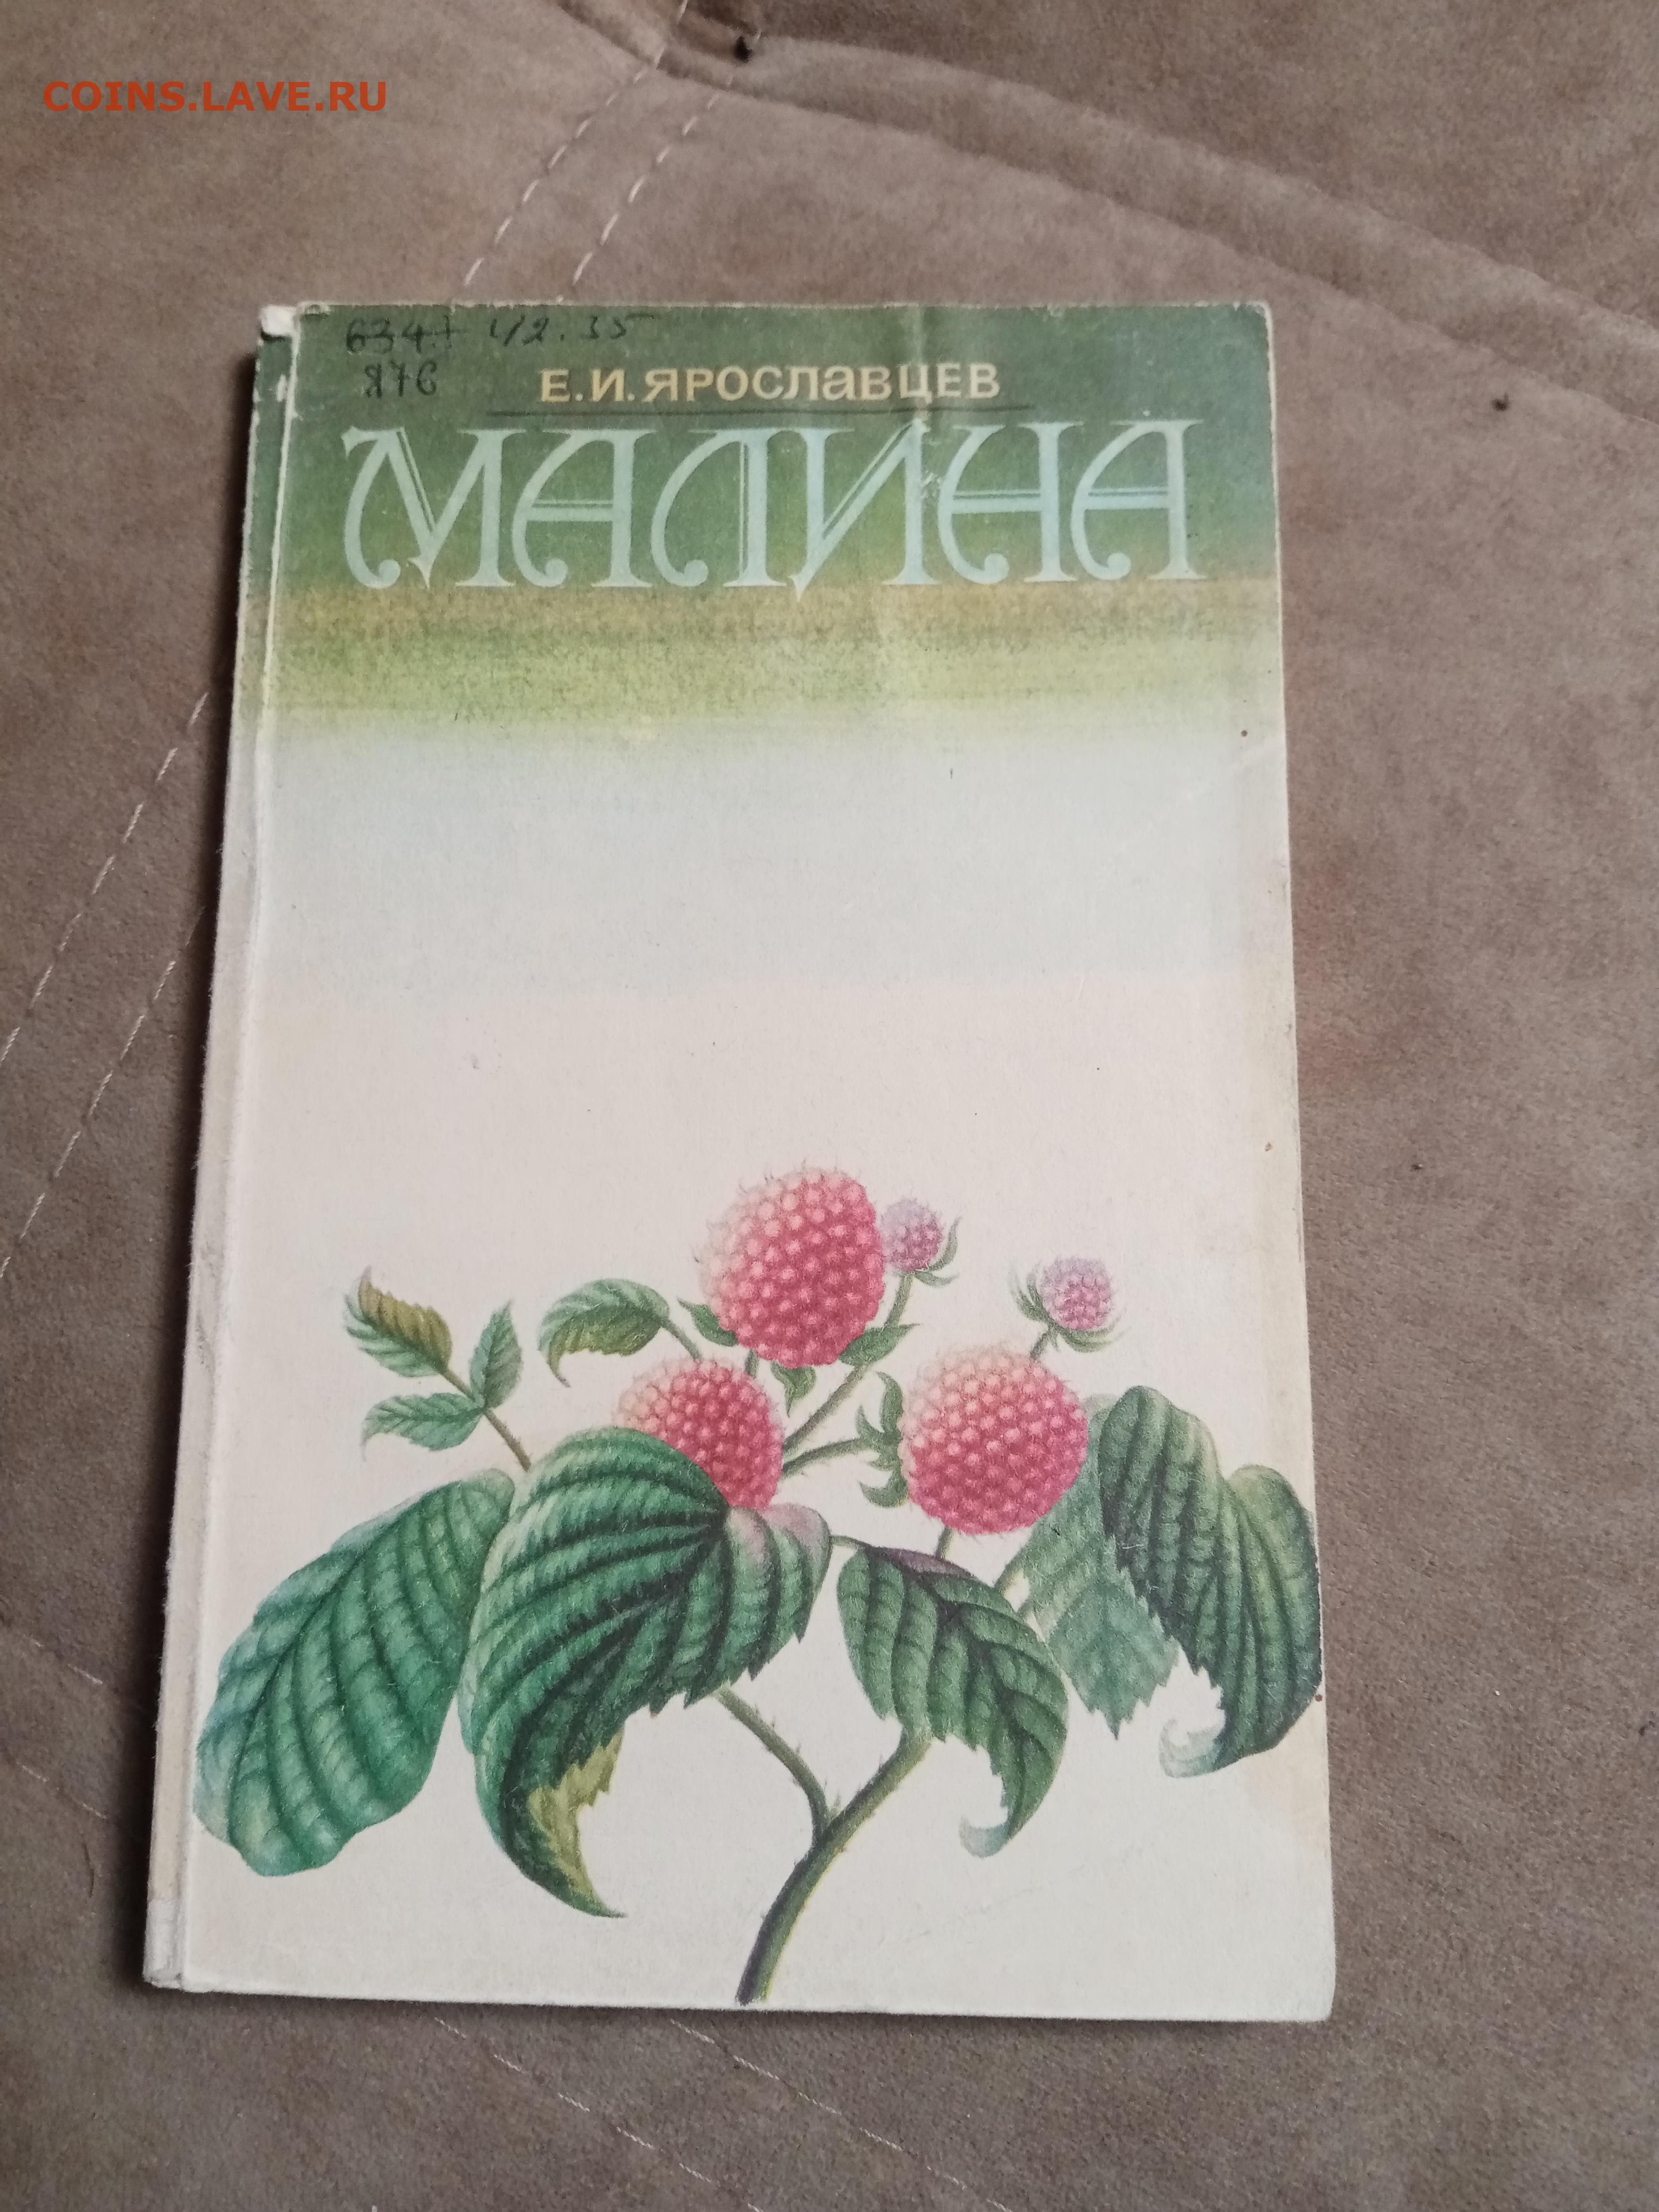 COINS.LAVE.RU
634.7 42.35
Я76
Е.И.ЯРОСЛАВЦЕВ
МАЛИНА